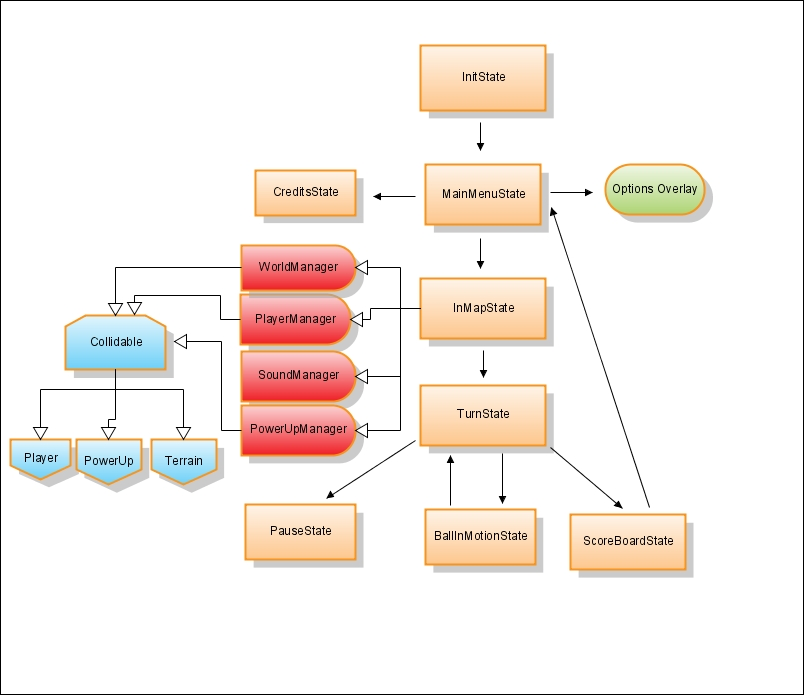 InitState
CreditsState
MainMenuState
Options Overlay
WorldManager
PlayerManager
InMapState
Collidable
SoundManager
TurnState
PowerUpManager
Player
PowerUp
Terrain
PauseState
BallInMotionState
ScoreBoardState